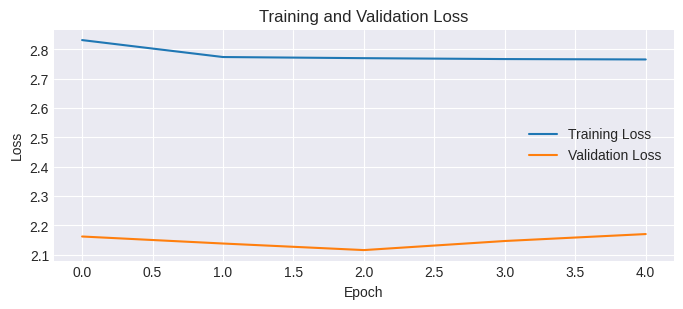 Training and Validation Loss
2.8
2.7
2.6
2.5
2.4
2.3
2.2
2.1
Loss
Training Loss
Validation Loss
0.0 0.5 1.0 1.5 2.0 2.5 3.0 3.5 4.0
Epoch